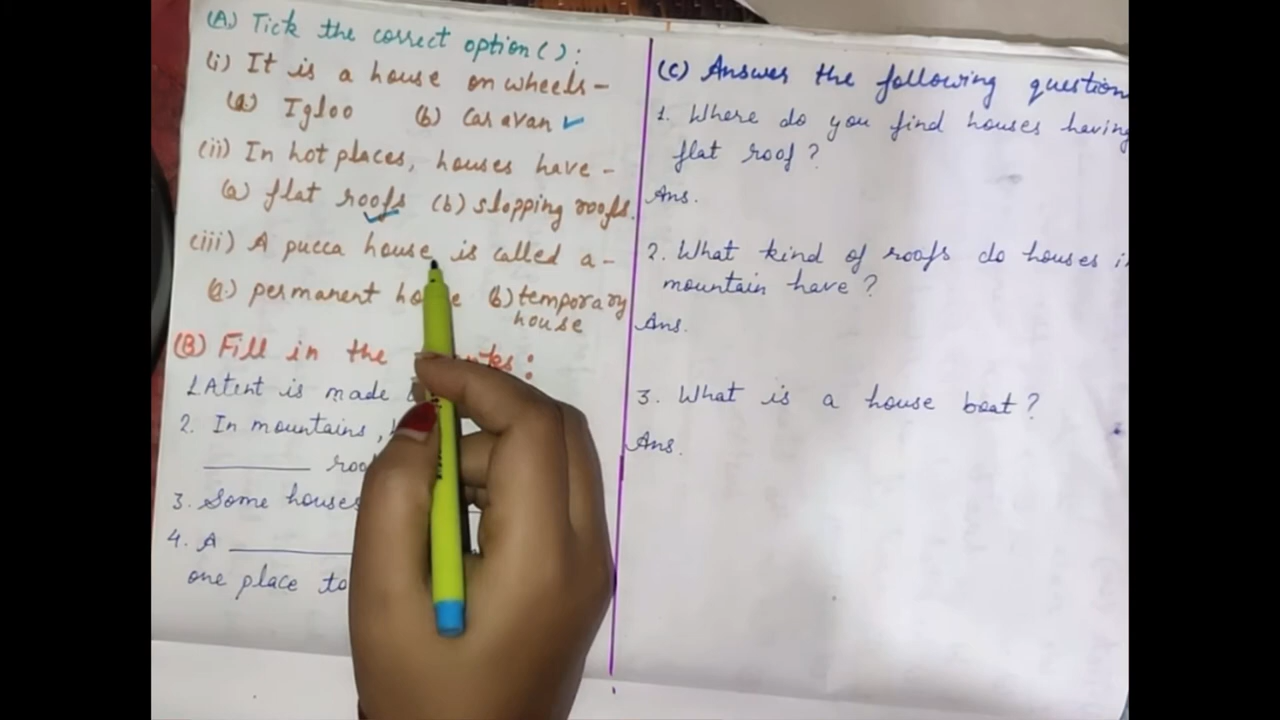 (A) Tick the correct option ( ) :
(i) It is a house on wheels -
(a) Igloo (b) Caravan ✓
(ii) In hot places, houses have -
(a) flat roofs ✓ (b) slopping roofs.
(iii) A pucca house is called a -
(a) permanent (b) temporary
house
(B) Fill in the :
1. A tent is made
2. In mountains,
_______
3. Some houses
4. A _______
one place to
(C) Answer the following question
1. Where do you find houses having
flat roof ?
Ans.
2. What kind of roofs do houses
mountain have ?
Ans.
3. What is a house boat ?
Ans.